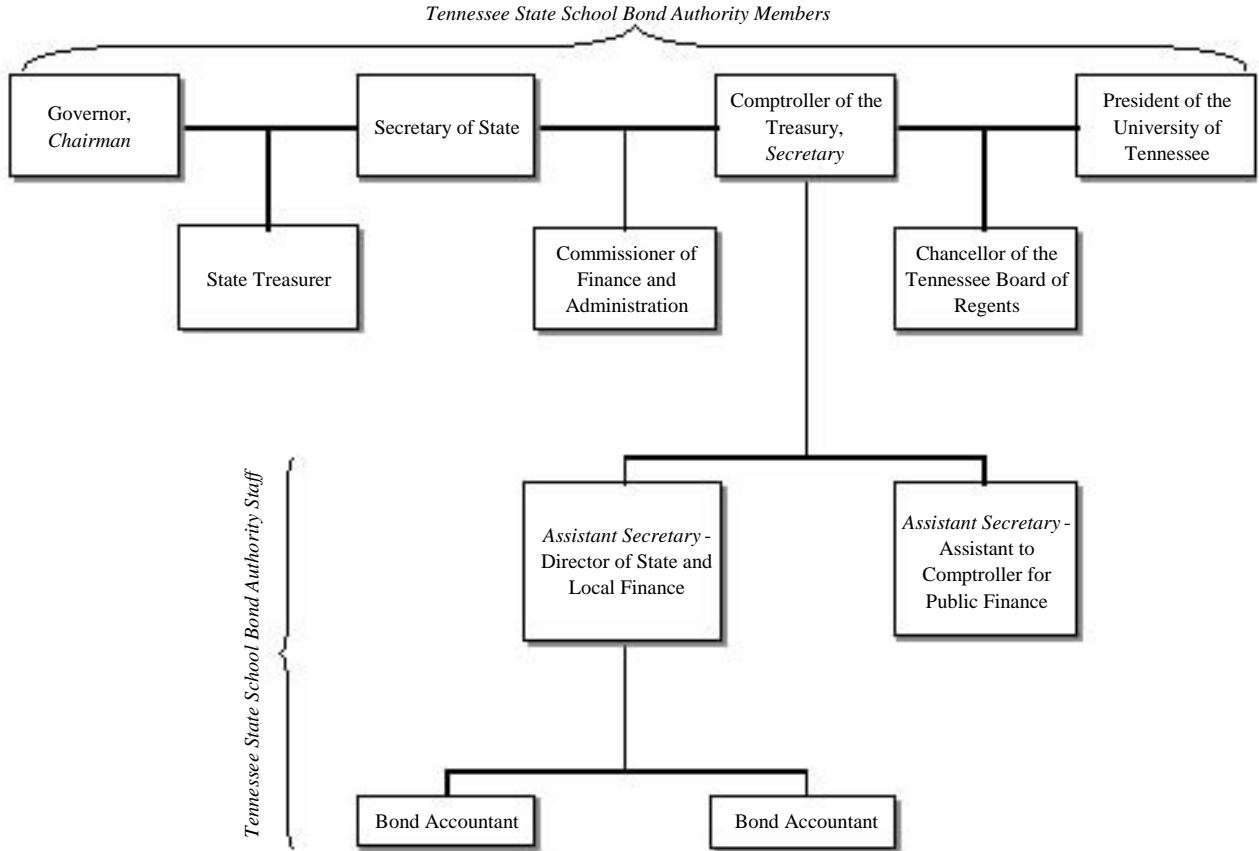 Tennessee State School Bond Authority Members
Governor,
Chairman
Secretary of State
Comptroller of the
Treasury,
Secretary
President of the
University of
Tennessee
State Treasurer
Commissioner of
Finance and
Administration
Chancellor of the
Tennessee Board of
Regents
Tennessee State School Bond Authority Staff
Assistant Secretary -
Director of State and
Local Finance
Assistant Secretary -
Assistant to
Comptroller for
Public Finance
Bond Accountant
Bond Accountant